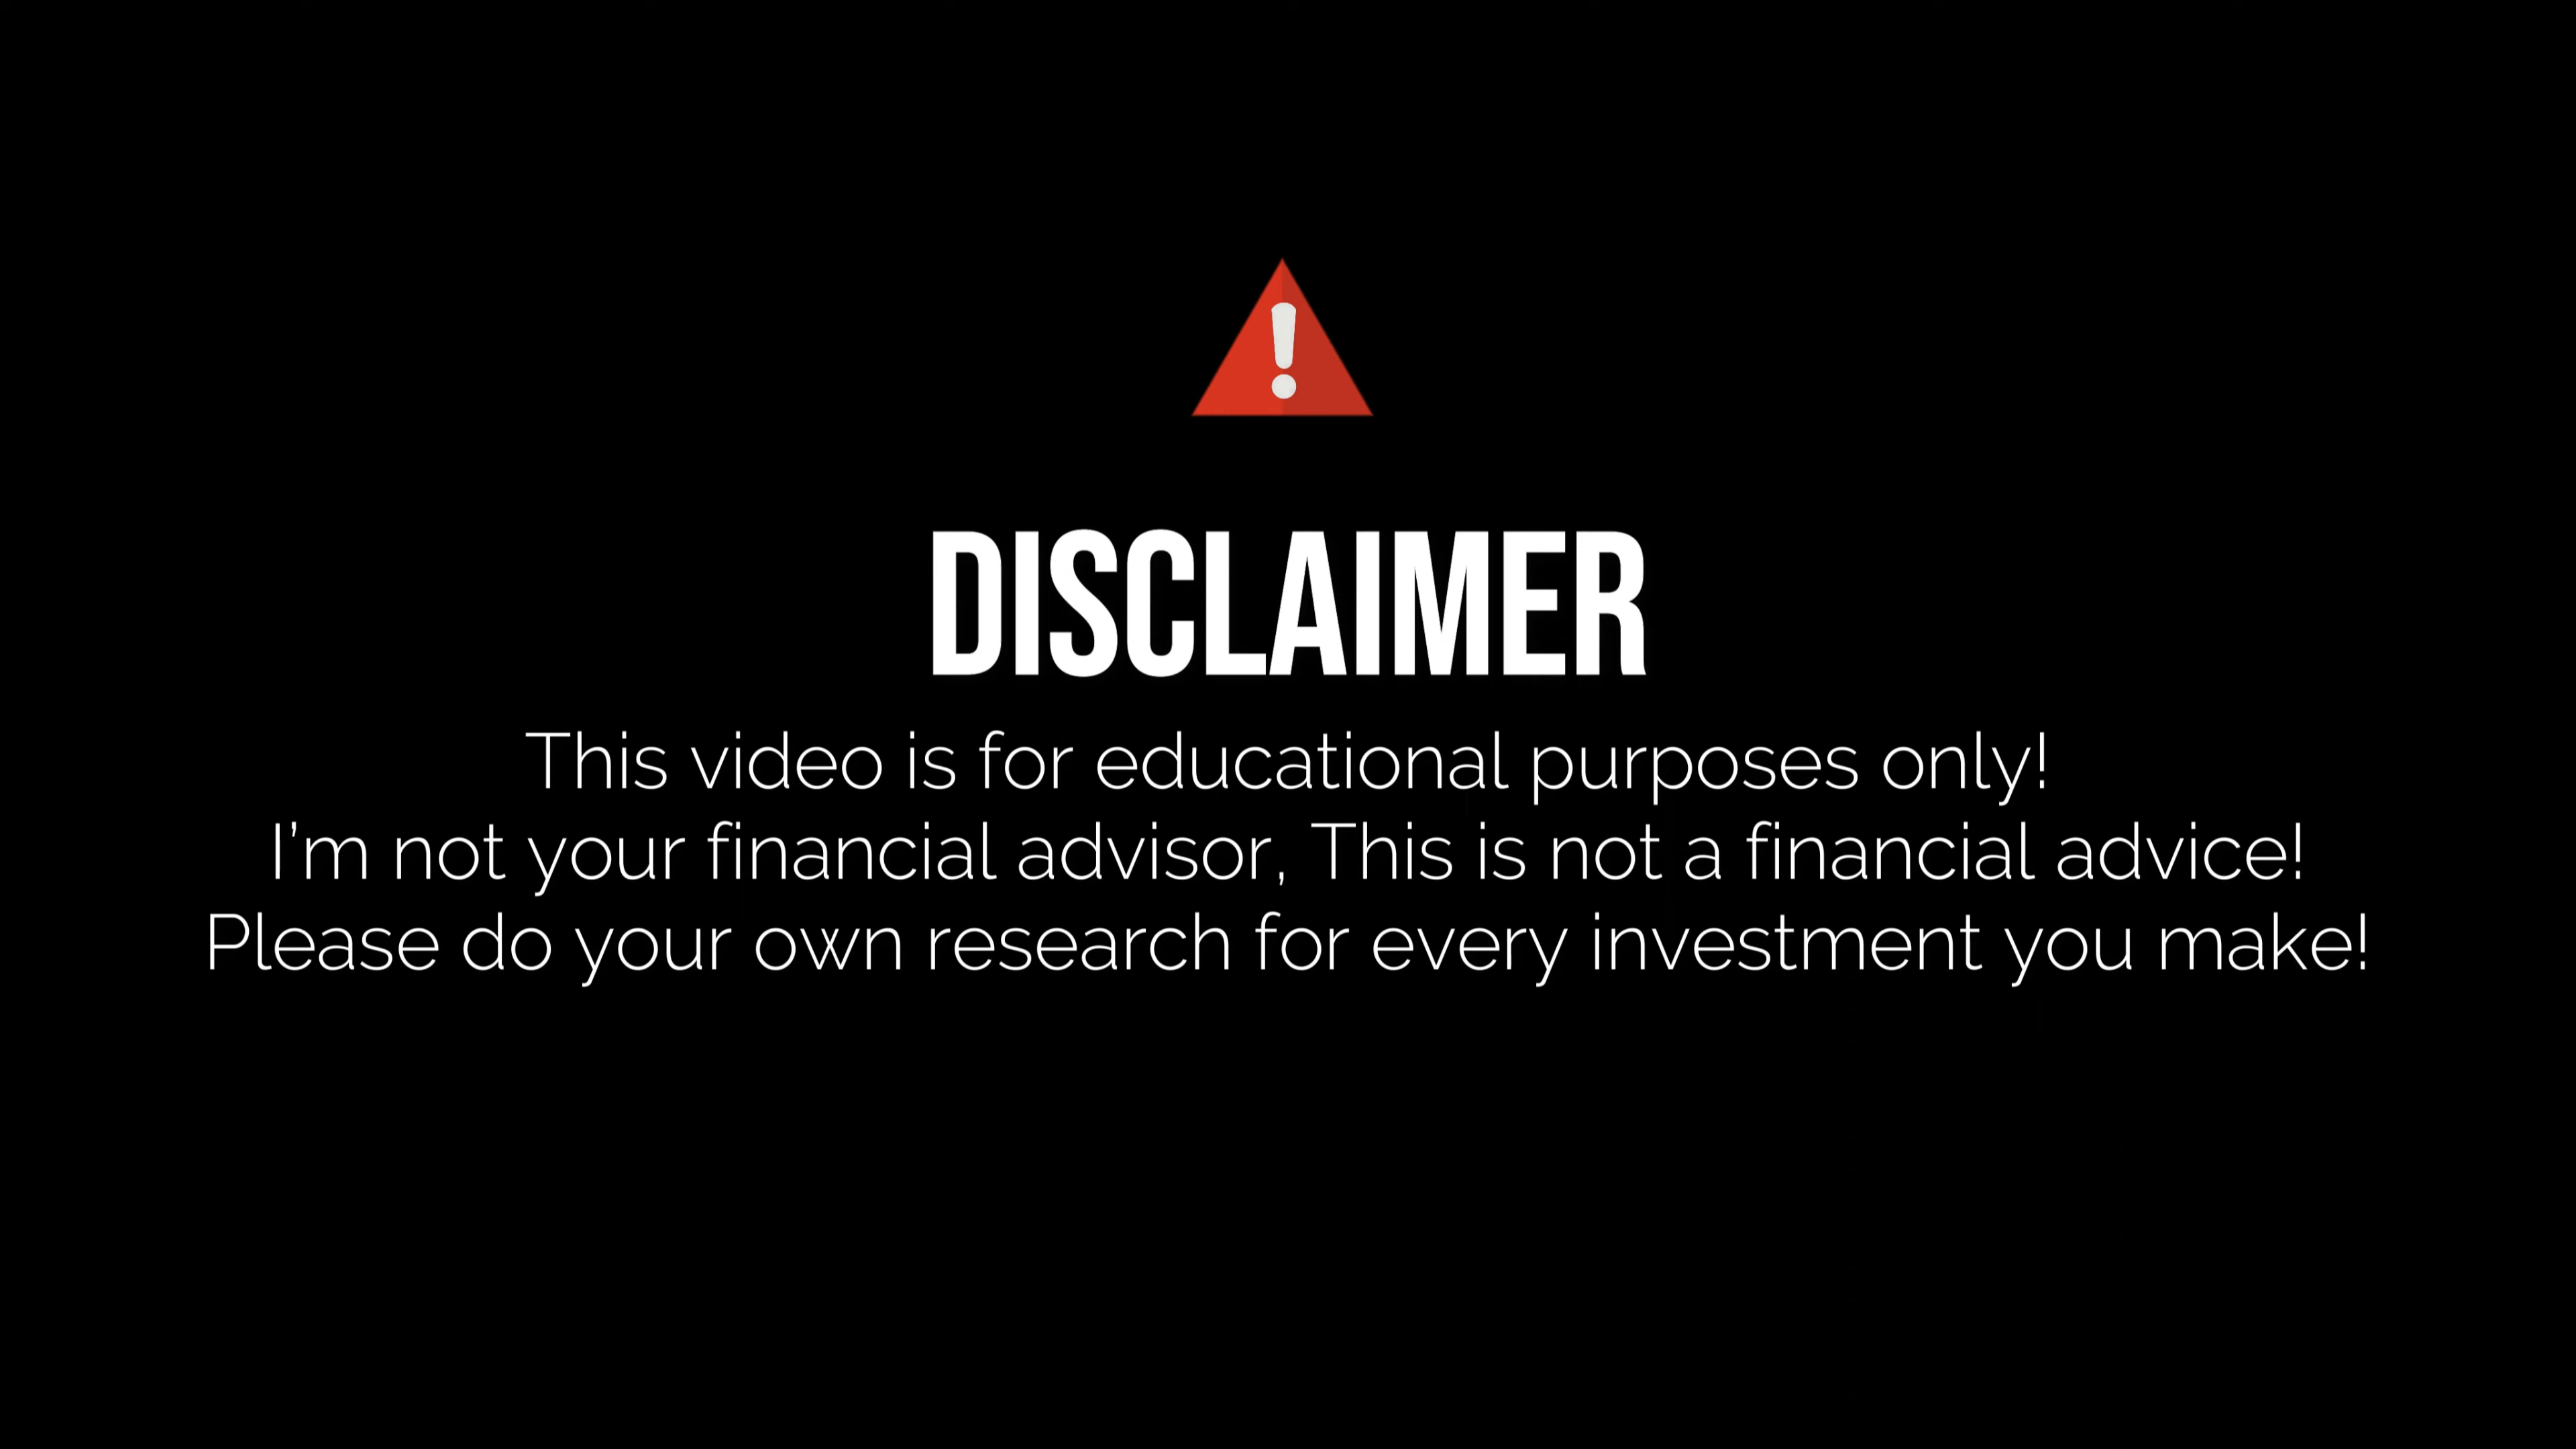 DISCLAIMER
This video is for educational purposes only!
I'm not your financial advisor, This is not a financial advice!
Please do your own research for every investment you make!